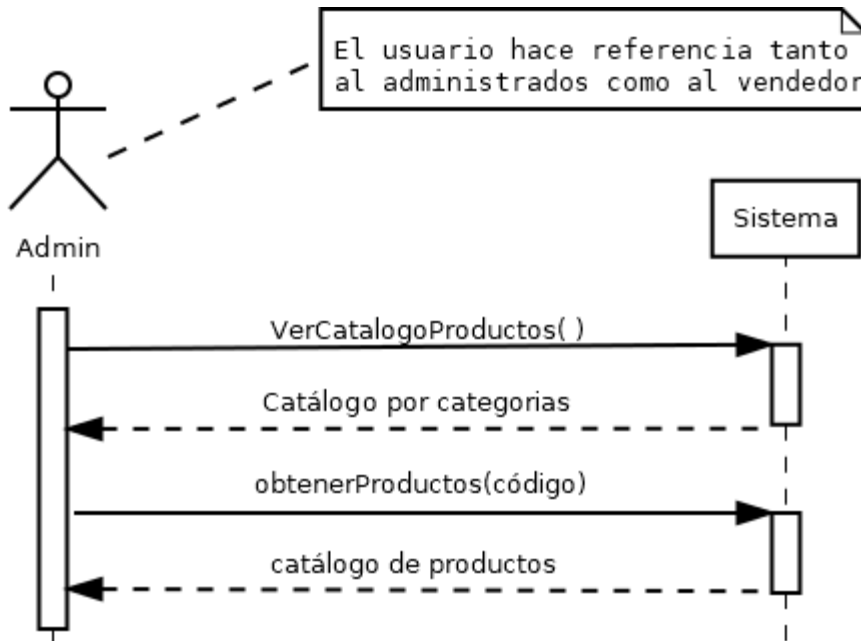 El usuario hace referencia tanto
al administrados como al vendedor
Sistema
Admin
VerCatalogoProductos( )
Catálogo por categorias
obtenerProductos(código)
catálogo de productos